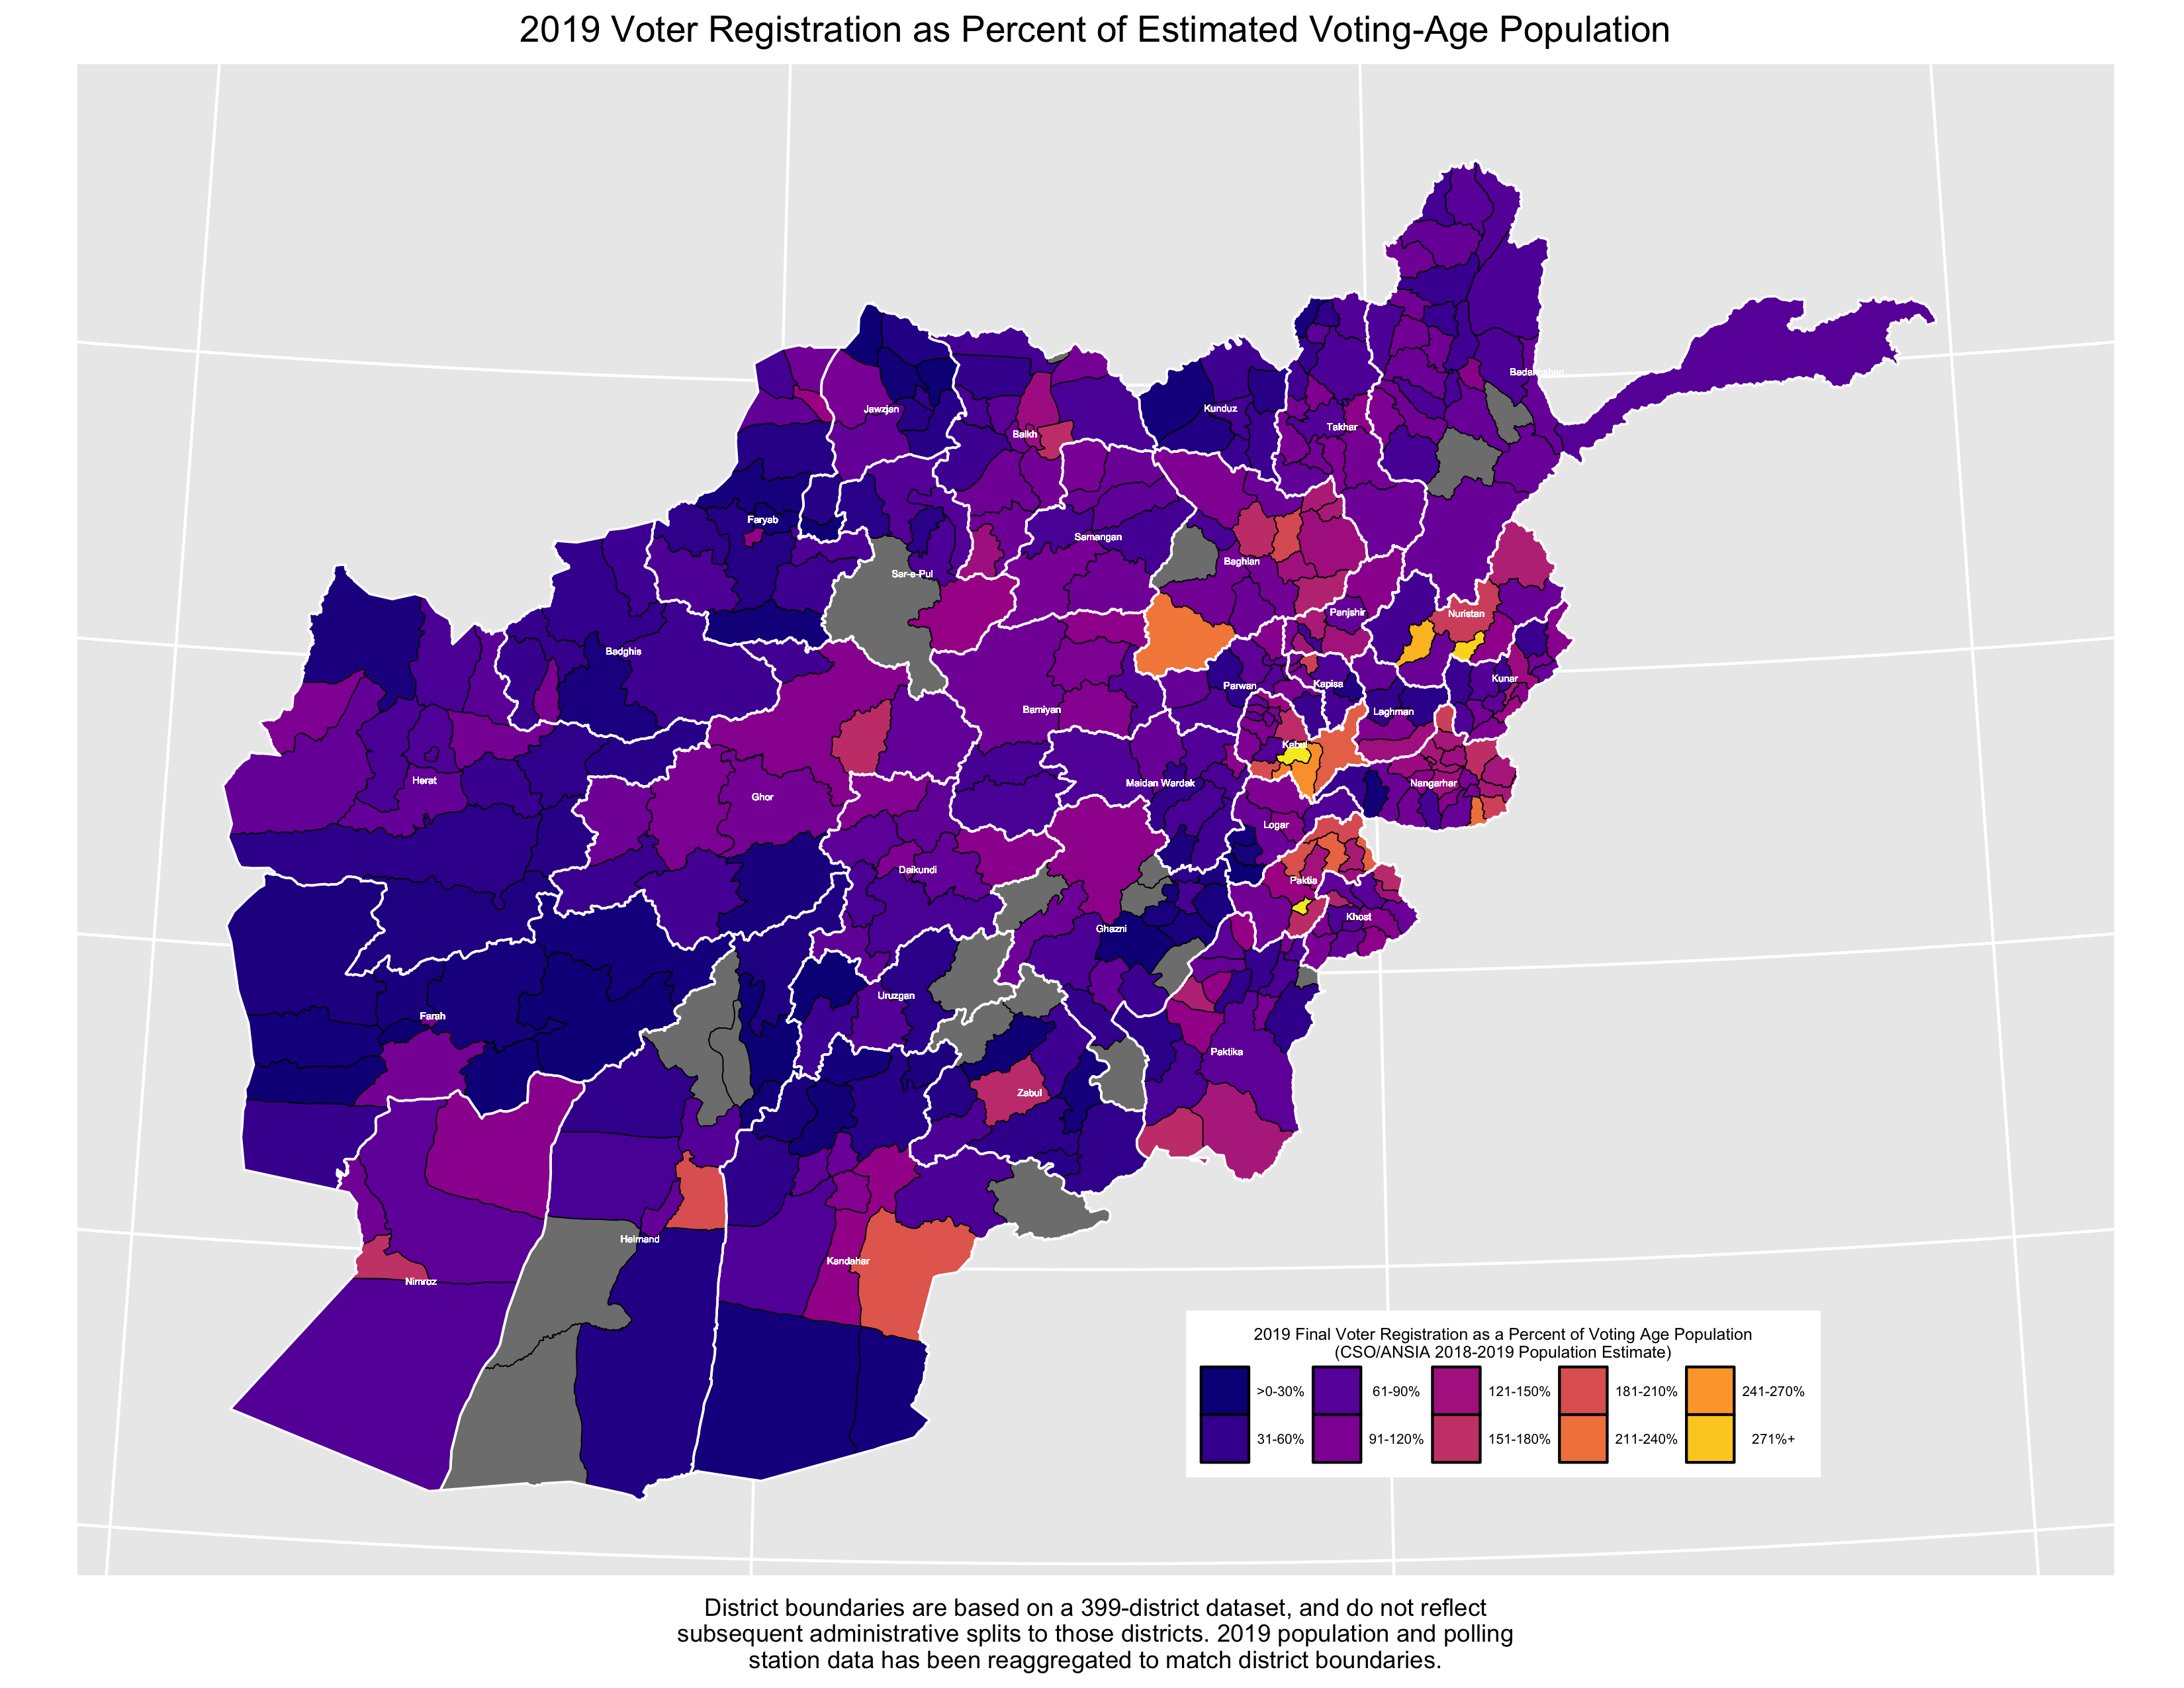 2019 Voter Registration as Percent of Estimated Voting-Age Population
Badakhshan
Jawzjan
Kunduz
Takhar
Balkh
Faryab
Samangan
Baghlan
Sar-e-Pul
Panjshir
Nuristan
Badghis
Kapisa
Kunar
Parwan
Bamiyan
Laghman
Kabul
Herat
Maidan Wardak
Nangarhar
Ghor
Logar
Daikundi
Paktia
Khost
Ghazni
Uruzgan
Farah
Paktika
Zabul
Helmand
Kandahar
Nimroz
2019 Final Voter Registration as a Percent of Voting Age Population
(CSO/ANSIA 2018-2019 Population Estimate)
>0-30% 61-90% 121-150% 181-210% 241-270%
31-60% 91-120% 151-180% 211-240% 271%+
District boundaries are based on a 399-district dataset, and do not reflect
subsequent administrative splits to those districts. 2019 population and polling
station data has been reaggregated to match district boundaries.